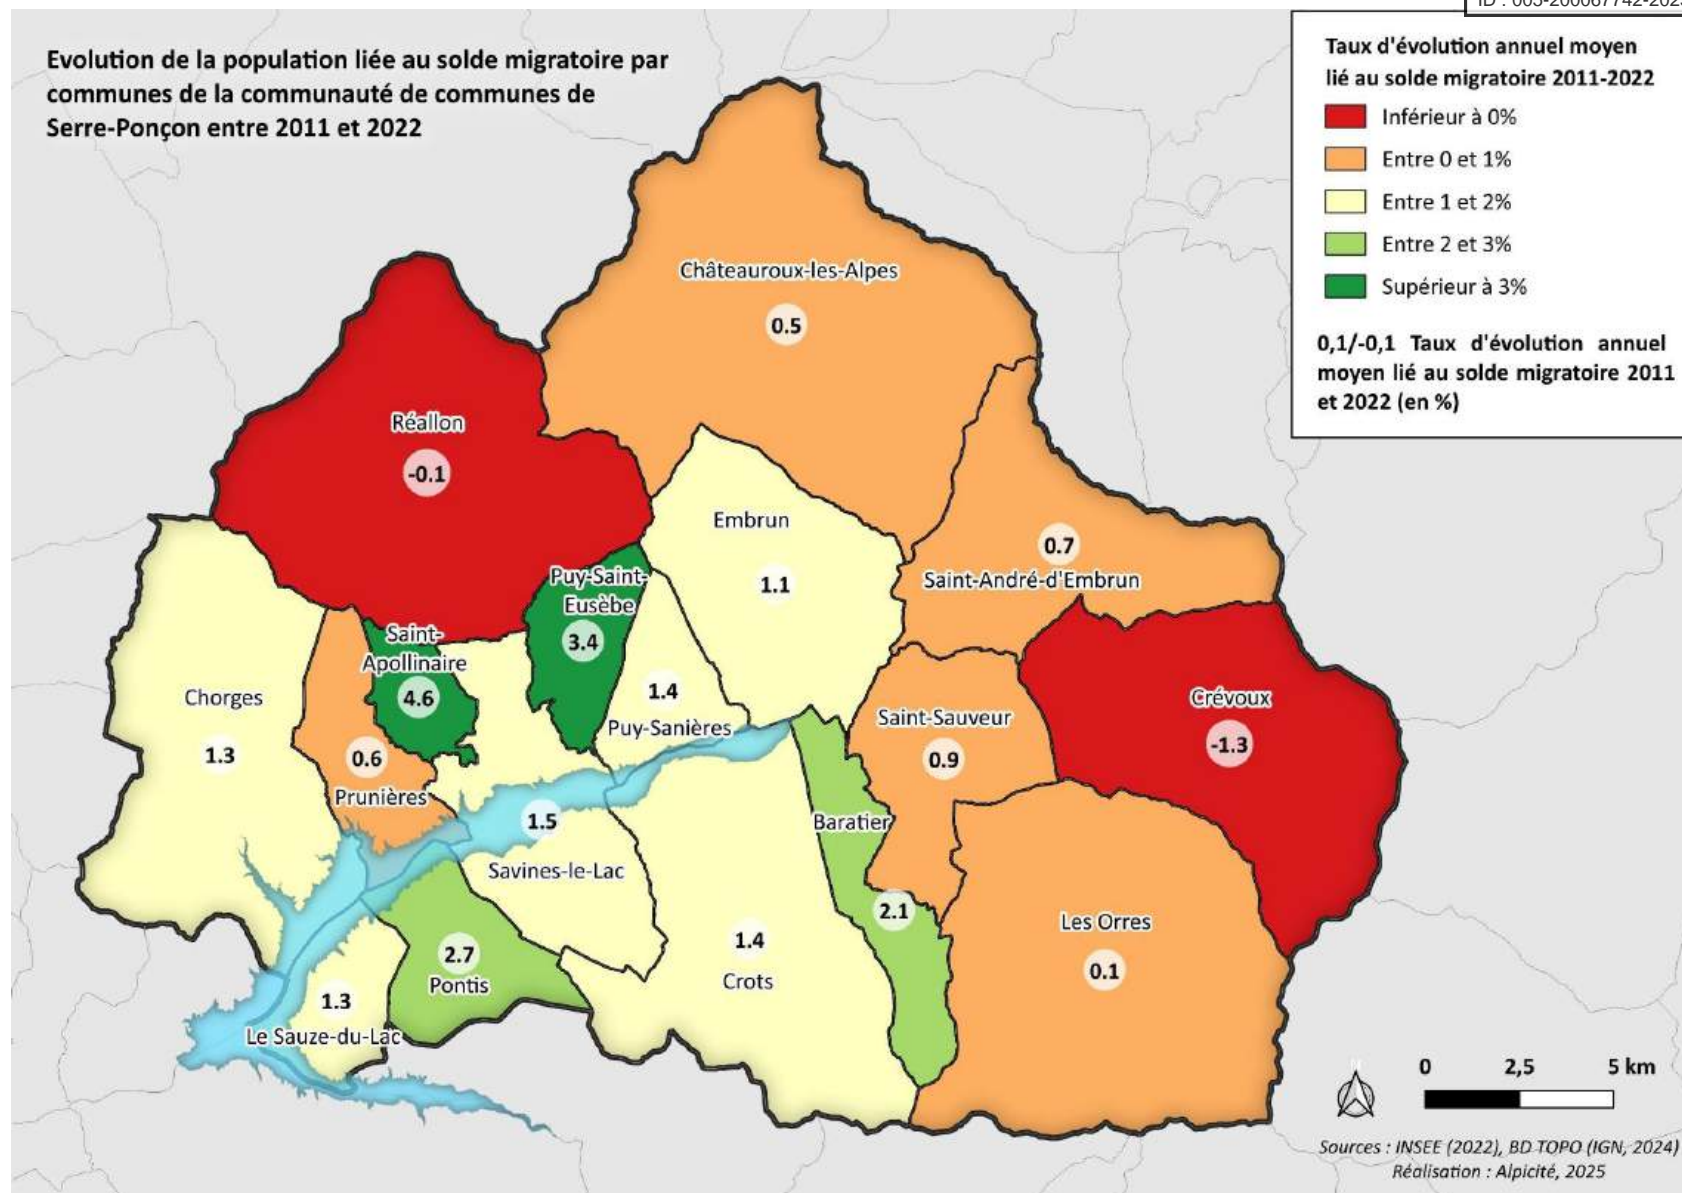 ID : 005-200067742-2025
Evolution de la population liée au solde migratoire par
communes de la communauté de communes de
Serre-Ponçon entre 2011 et 2022
Taux d'évolution annuel moyen
lié au solde migratoire 2011-2022
Inférieur à 0%
Entre 0 et 1%
Entre 1 et 2%
Entre 2 et 3%
Supérieur à 3%
0,1/-0,1 Taux d'évolution annuel
moyen lié au solde migratoire 2011
et 2022 (en %)
Châteauroux-les-Alpes
0.5
Réallon
-0.1
Embrun
1.1
0.7
Saint-André-d'Embrun
Puy-Saint-
Eusèbe
3.4
Saint-
Apollinaire
4.6
Chorges
1.3
1.4
Puy-Sanières
Saint-Sauveur
0.9
Crévoux
-1.3
0.6
Prunières
1.5
Savines-le-Lac
Baratier
2.1
Les Orres
0.1
1.4
Crots
2.7
Pontis
1.3
Le Sauze-du-Lac
N
0 2,5 5 km
Sources : INSEE (2022), BD TOPO (IGN, 2024)
Réalisation : Alpicité, 2025